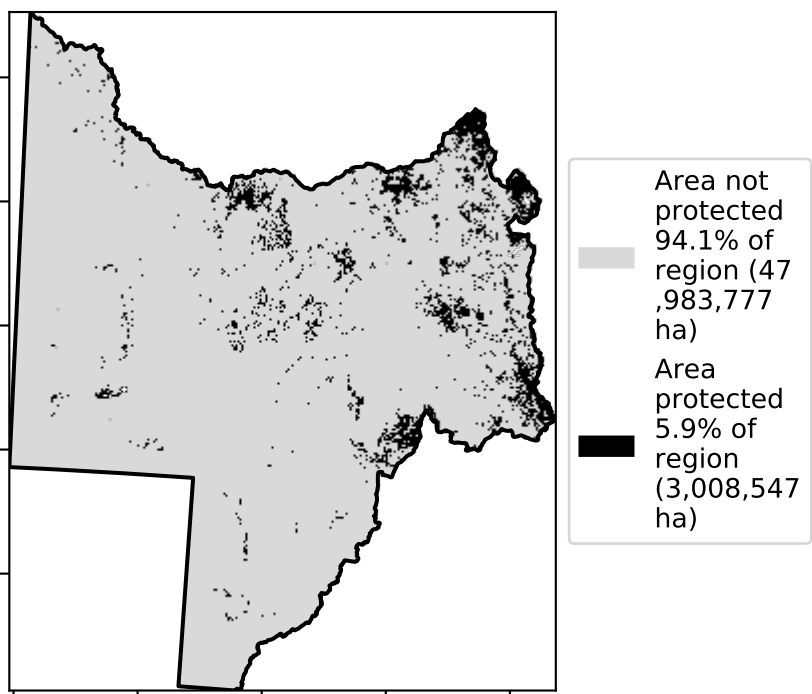 Area not
protected
94.1% of
region (47
,983,777
ha)
Area
protected
5.9% of
region
(3,008,547
ha)